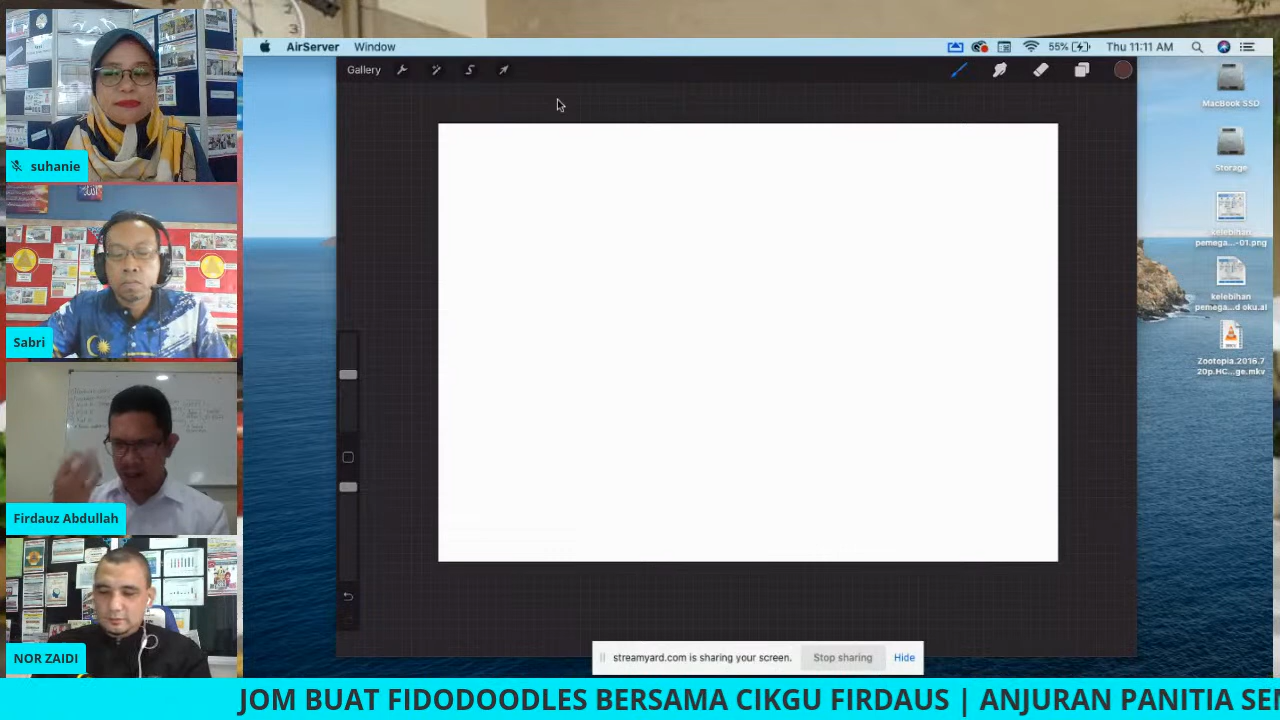 AirServer Window
55% Thu 11:11 AM
Gallery
MacBook SSD
Storage
kelebihan
pemega...-01.png
kelebihan
pemega...d oku.ai
Zootopia.2016.7
20p.HC...ge.mkv
suhanie
Sabri
Firdauz Abdullah
NOR ZAIDI
streamyard.com is sharing your screen. Stop sharing Hide
JOM BUAT FIDODOODLES BERSAMA CIKGU FIRDAUS | ANJURAN PANITIA SEN